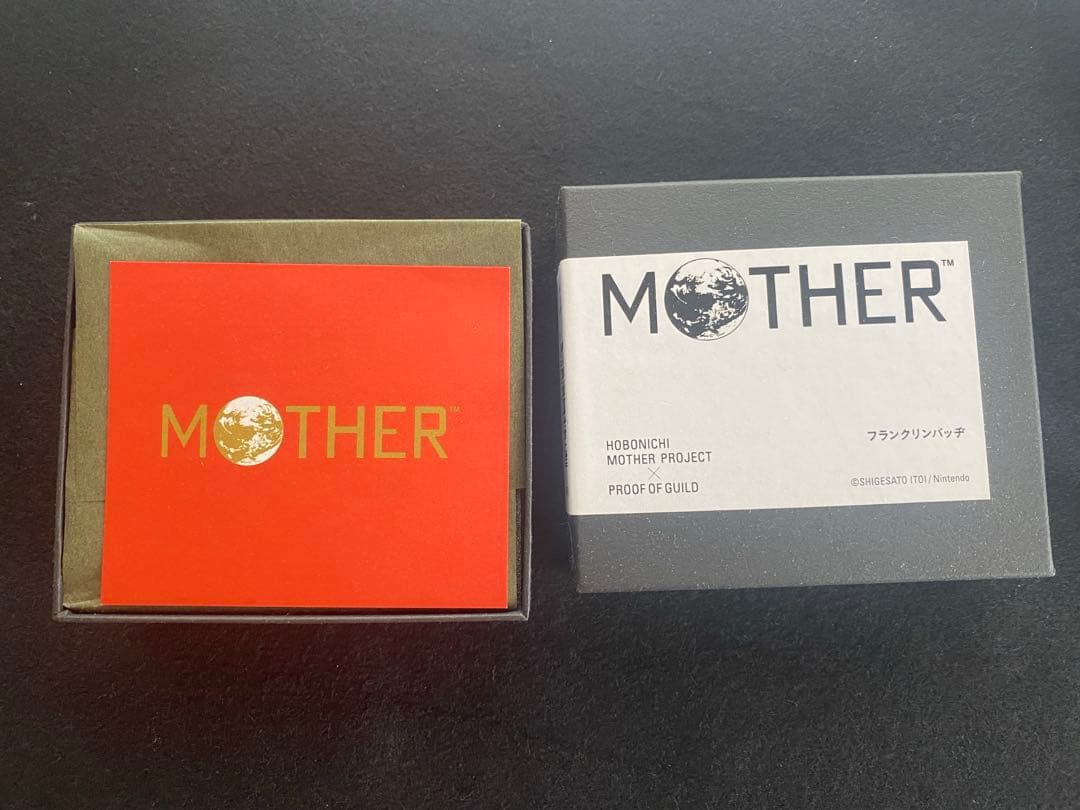 MOTHER™
MOTHER™
フランクリンバッヂ
HOBONICHI
MOTHER PROJECT
×
PROOF OF GUILD
©SHIGESATO ITOI/Nintendo